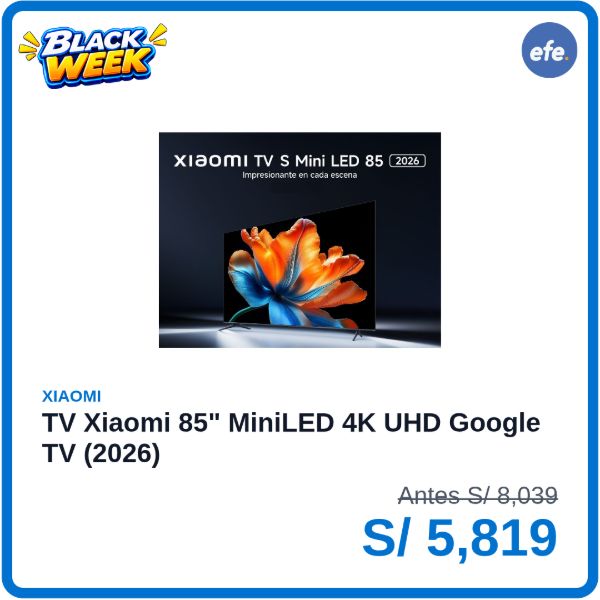 BLACK
WEEK
efe.
xiaomi TV S Mini LED 85 2026
Impresionante en cada escena
XIAOMI
TV Xiaomi 85" MiniLED 4K UHD Google
TV (2026)
Antes S/ 8,039
S/ 5,819